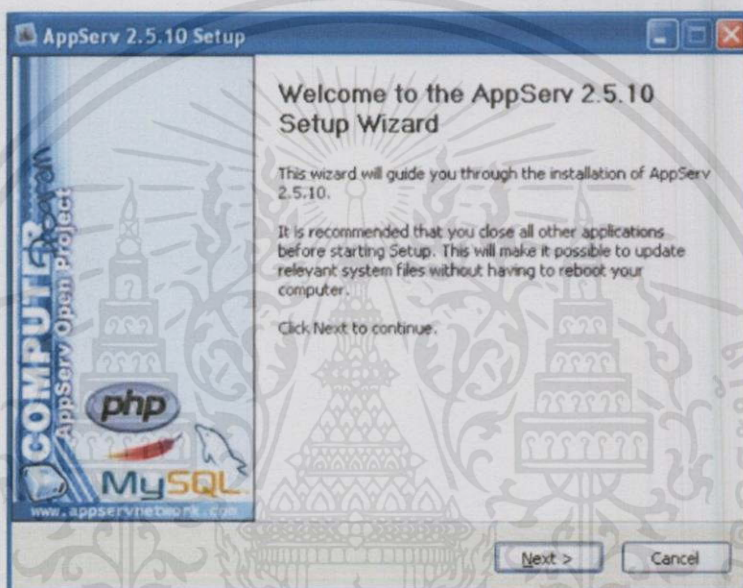 AppServ 2.5.10 Setup
Welcome to the AppServ 2.5.10
Setup Wizard
This wizard will guide you through the installation of AppServ
2.5.10.
It is recommended that you close all other applications
before starting Setup. This will make it possible to update
relevant system files without having to reboot your
computer.
Click Next to continue.
COMPUTER
Program
AppServ Open Project
php
MySQL
www.appservnetwork.com
Next >
Cancel